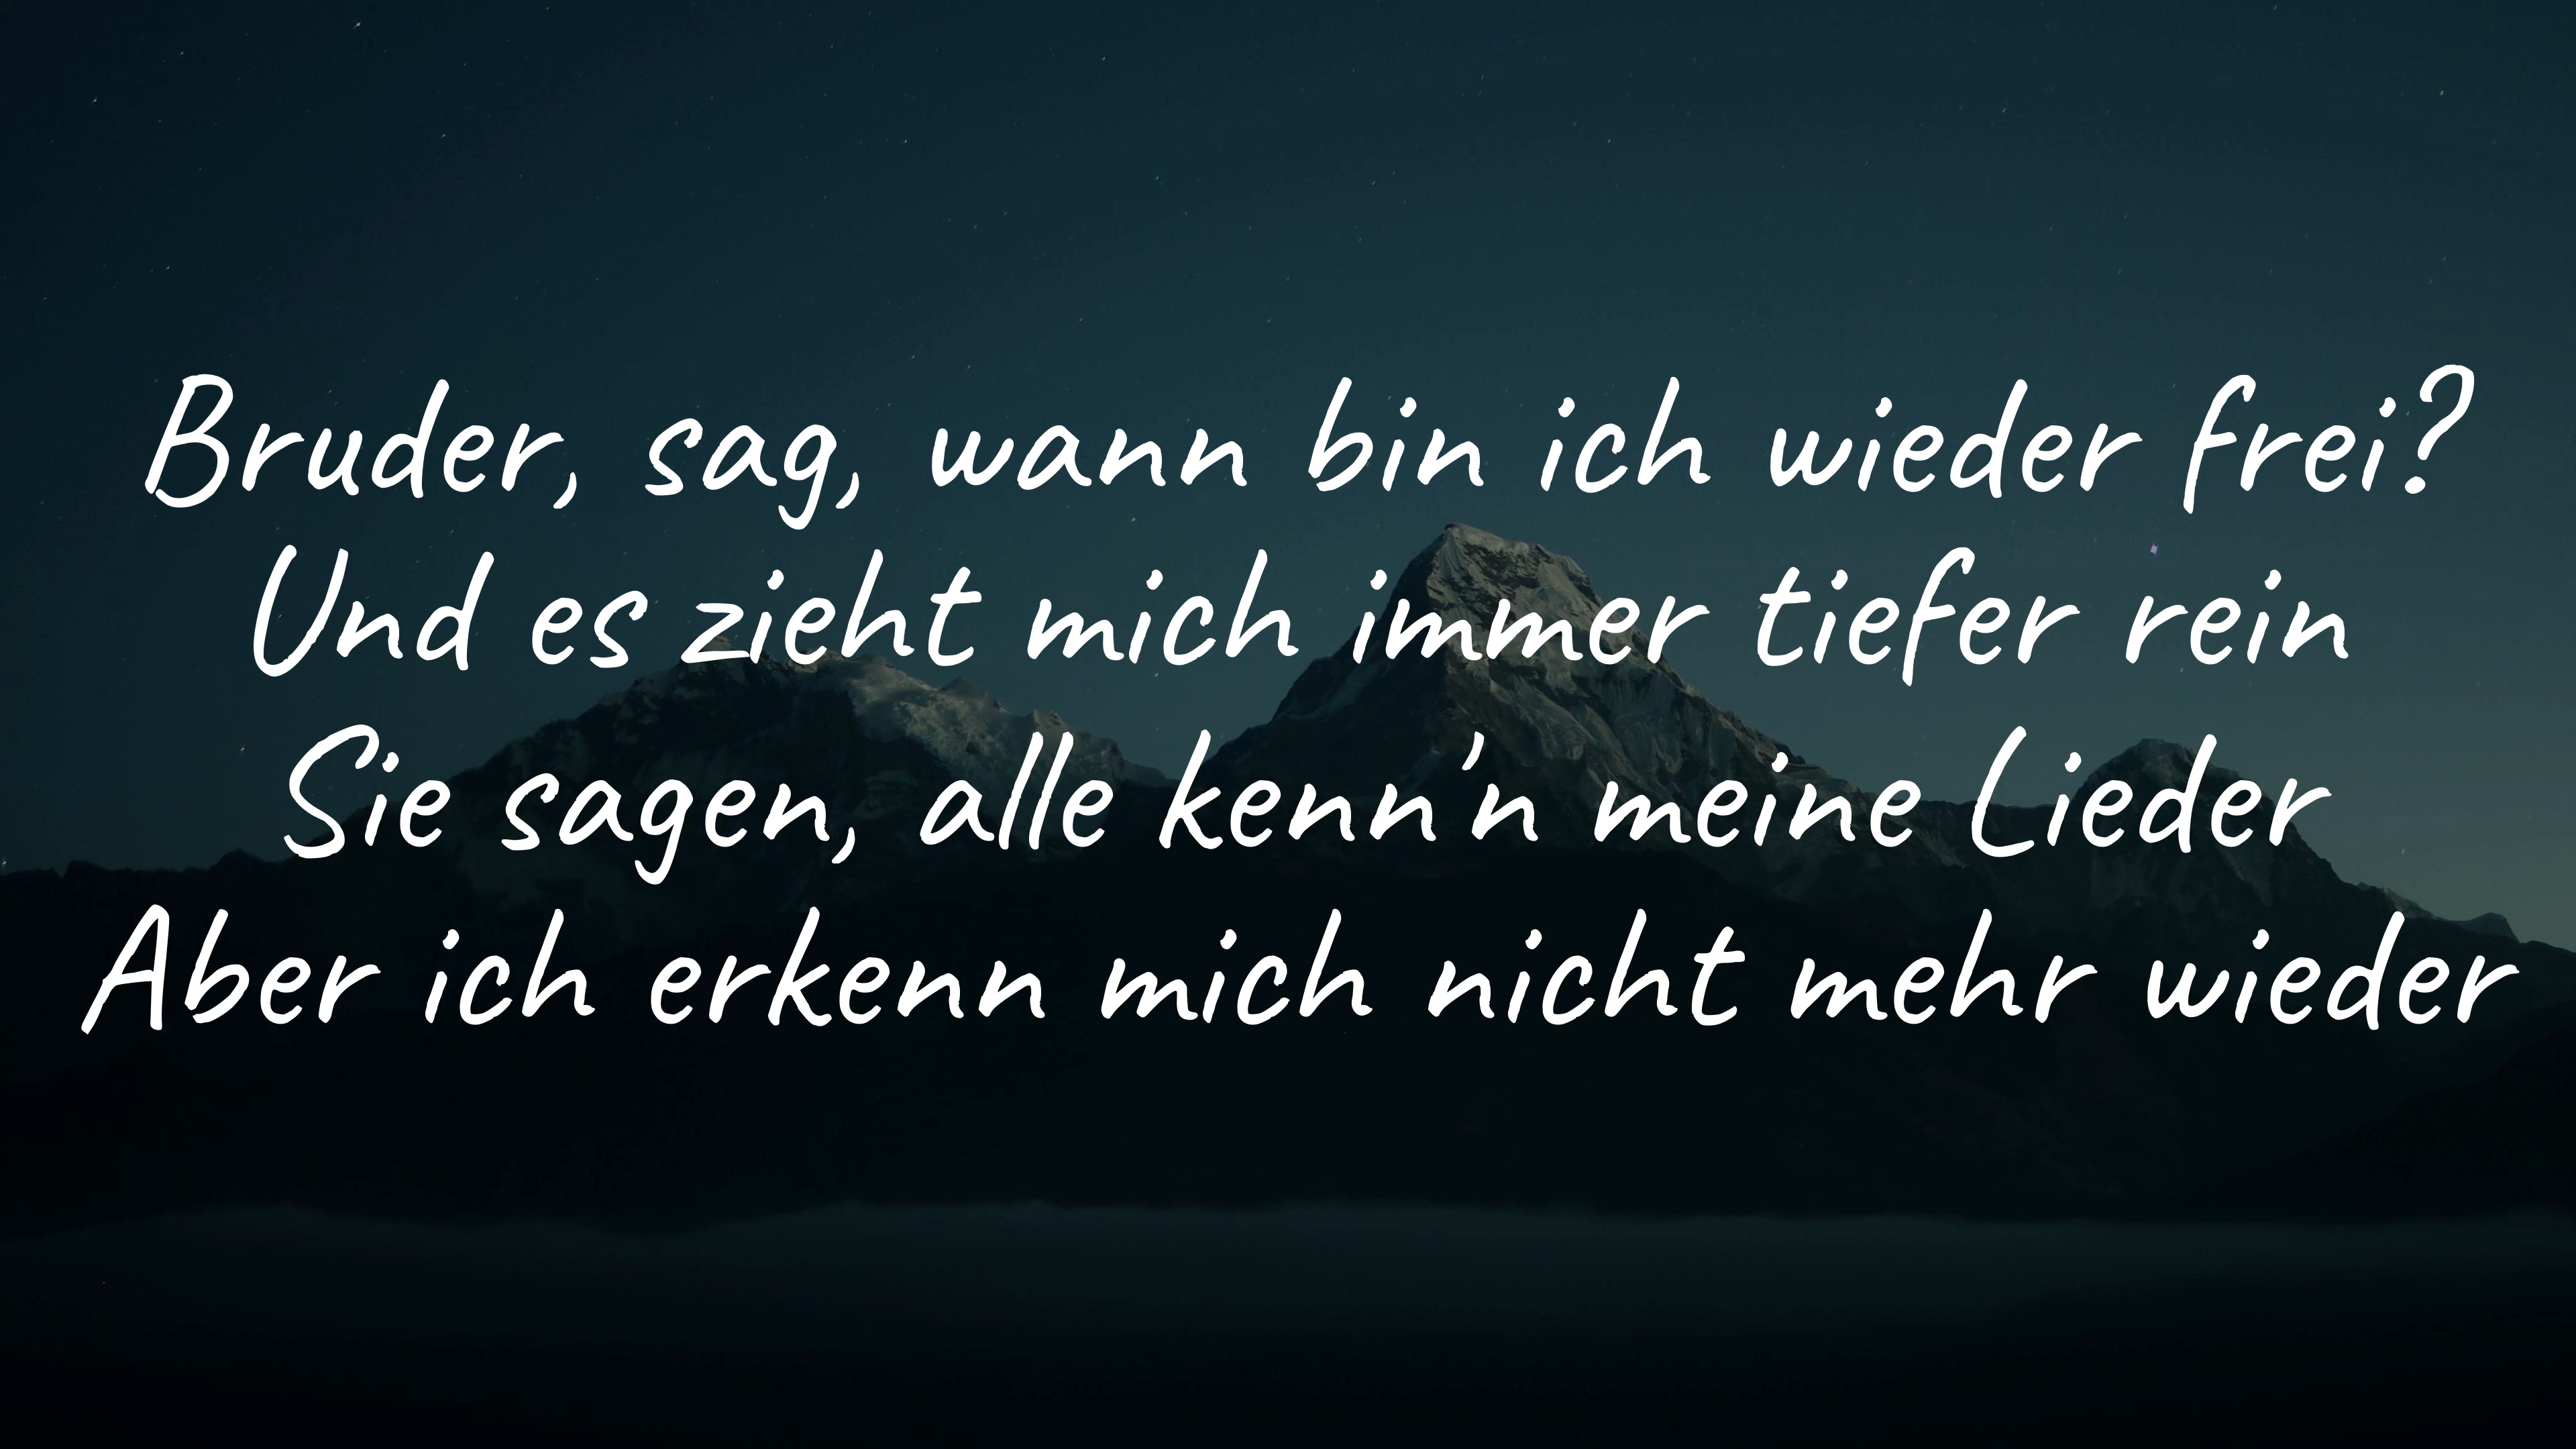 Bruder, sag, wann bin ich wieder frei?
Und es zieht mich immer tiefer rein
Sie sagen, alle kenn'n meine Lieder
Aber ich erkenn mich nicht mehr wieder